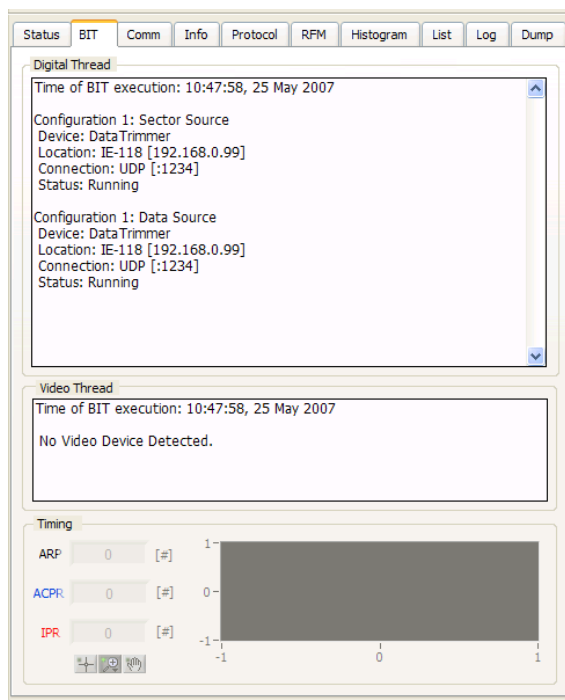 Status BIT Comm Info Protocol RFM Histogram List Log Dump
Digital Thread
Time of BIT execution: 10:47:58, 25 May 2007
Configuration 1: Sector Source
Device: DataTrimmer
Location: IE-118 [192.168.0.99]
Connection: UDP [:1234]
Status: Running
Configuration 1: Data Source
Device: DataTrimmer
Location: IE-118 [192.168.0.99]
Connection: UDP [:1234]
Status: Running
Video Thread
Time of BIT execution: 10:47:58, 25 May 2007
No Video Device Detected.
Timing
ARP 0 [#]
ACPR 0 [#]
IPR 0 [#]
1
0
-1
-1 0 1